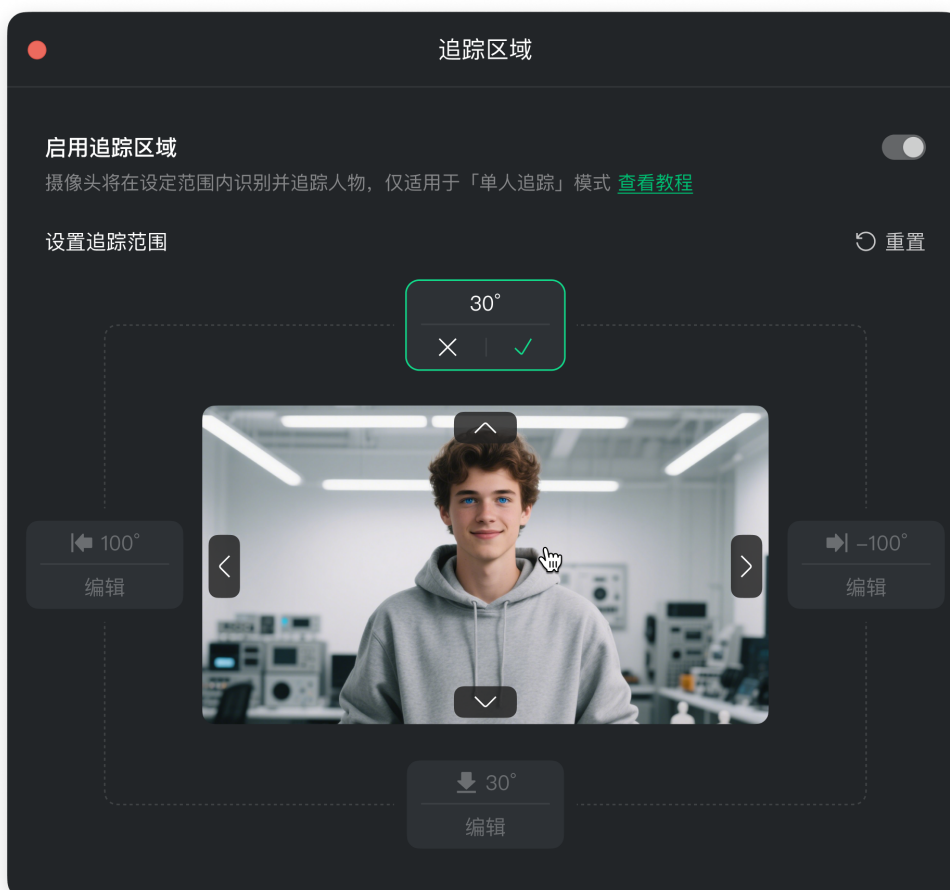 追踪区域
启用追踪区域
摄像头将在设定范围内识别并追踪人物，仅适用于「单人追踪」模式 查看教程
设置追踪范围
重置
30°
100°
编辑
–100°
编辑
30°
编辑